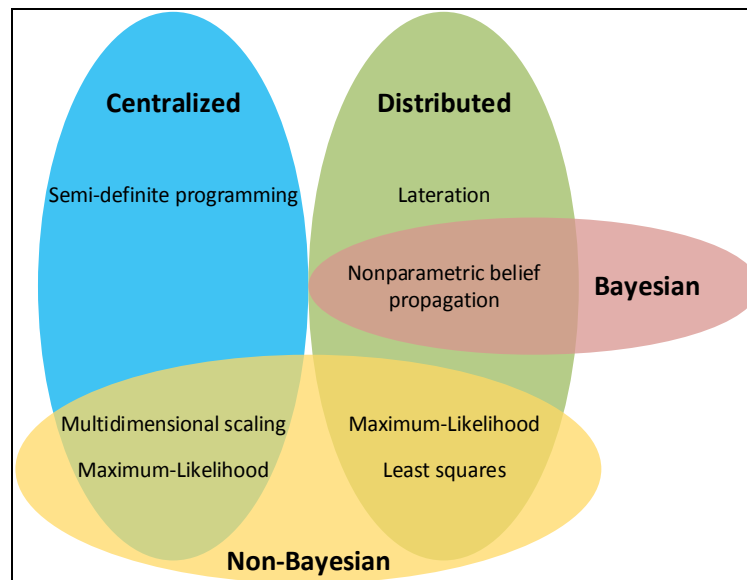 Centralized
Distributed
Semi-definite programming
Lateration
Nonparametric belief
propagation
Bayesian
Multidimensional scaling
Maximum-Likelihood
Maximum-Likelihood
Least squares
Non-Bayesian